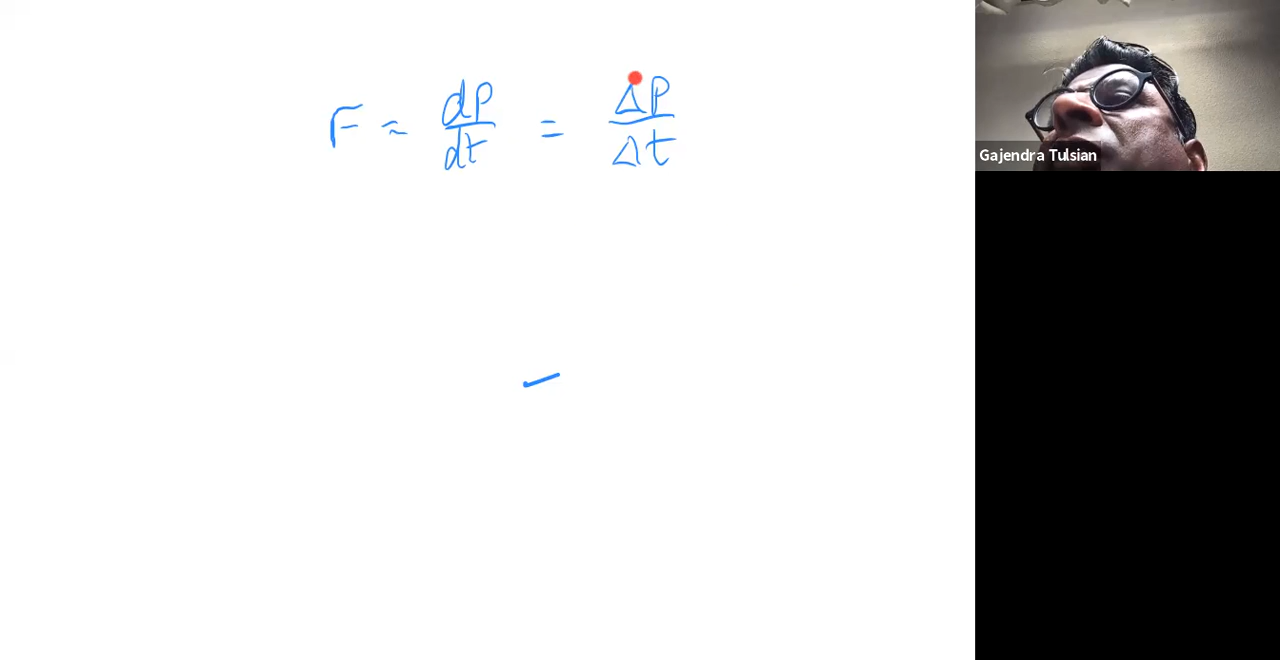 F = dP/dt = ΔP/Δt
Gajendra Tulsian